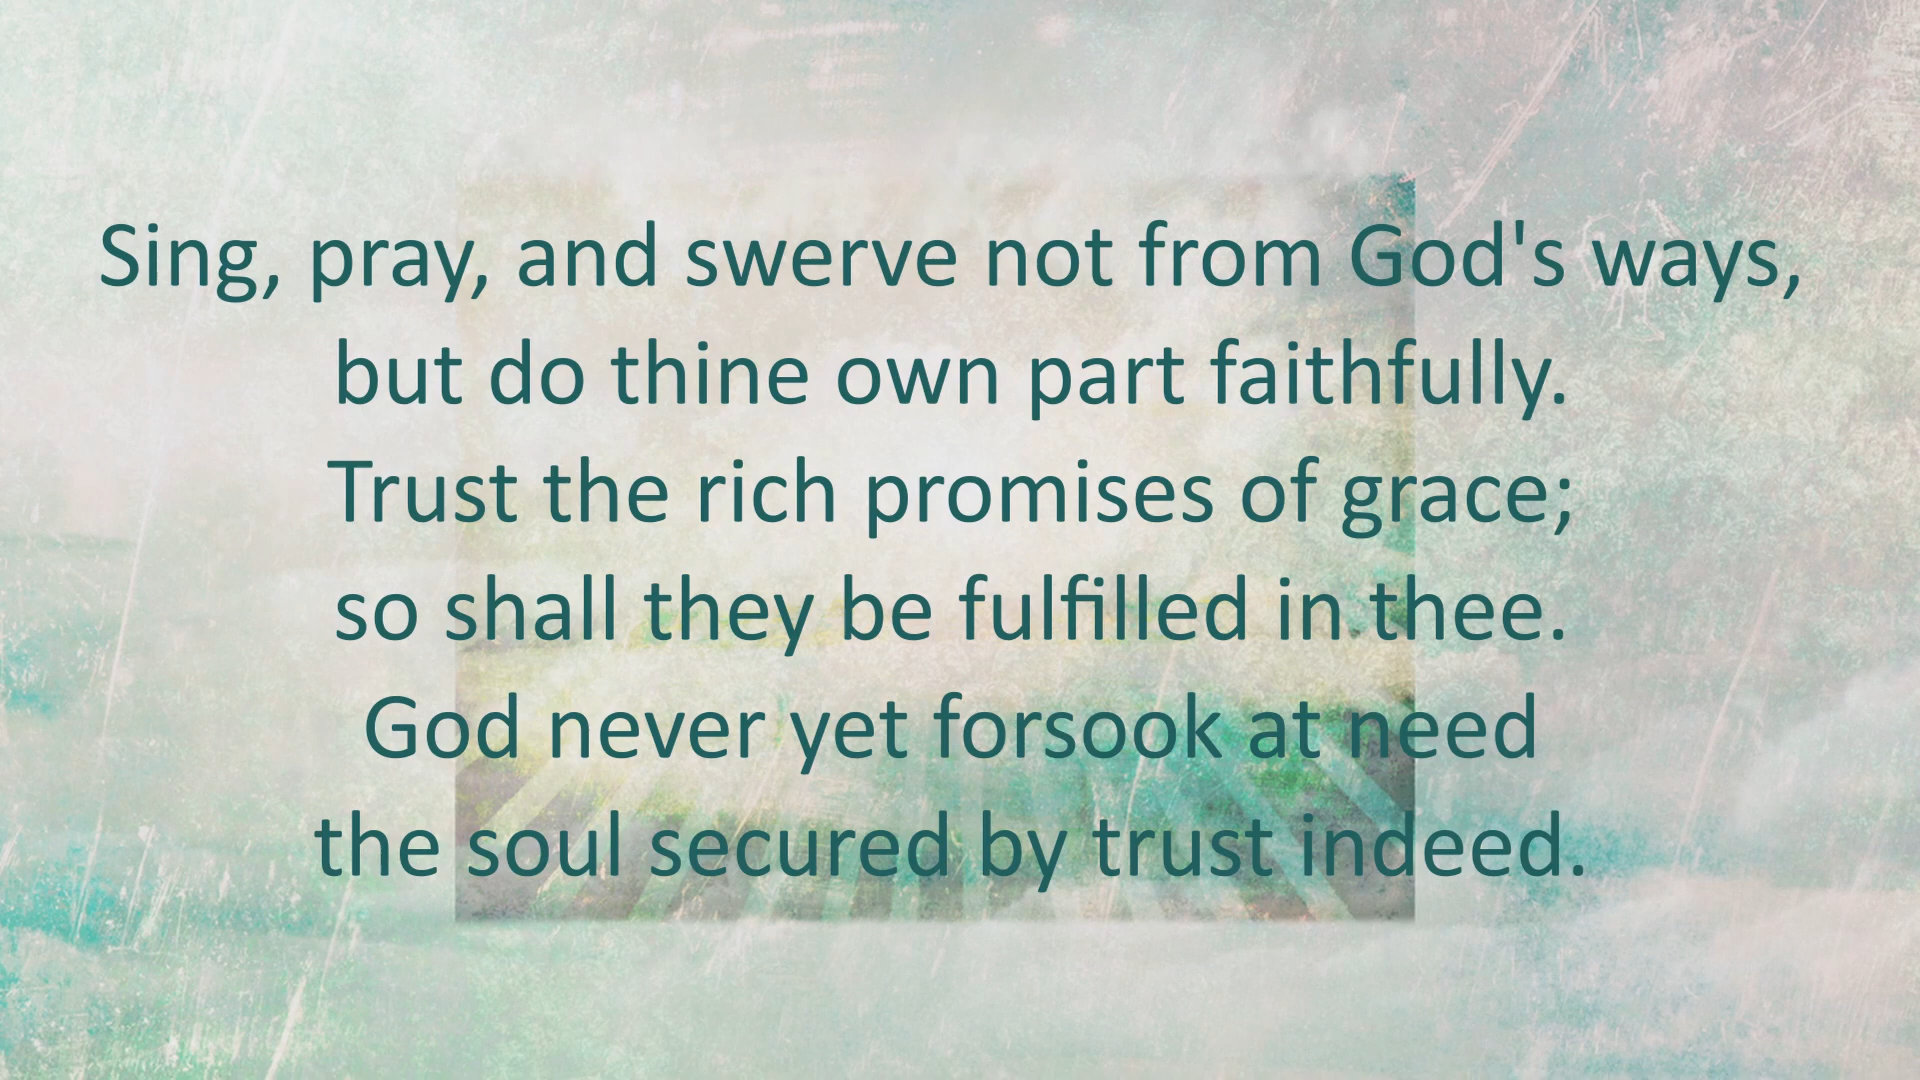 Sing, pray, and swerve not from God's ways,
but do thine own part faithfully.
Trust the rich promises of grace;
so shall they be fulfilled in thee.
God never yet forsook at need
the soul secured by trust indeed.